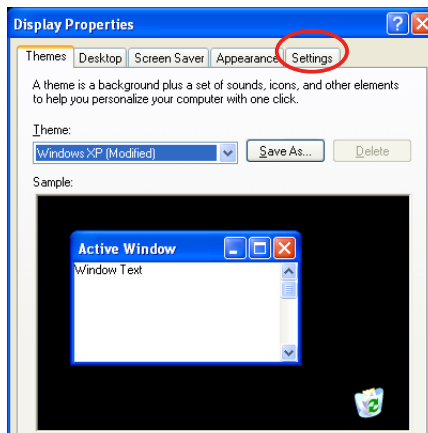 Display Properties
Themes Desktop Screen Saver Appearance Settings
A theme is a background plus a set of sounds, icons, and other elements
to help you personalize your computer with one click.
Theme:
Windows XP (Modified) Save As... Delete
Sample:
Active Window
Window Text